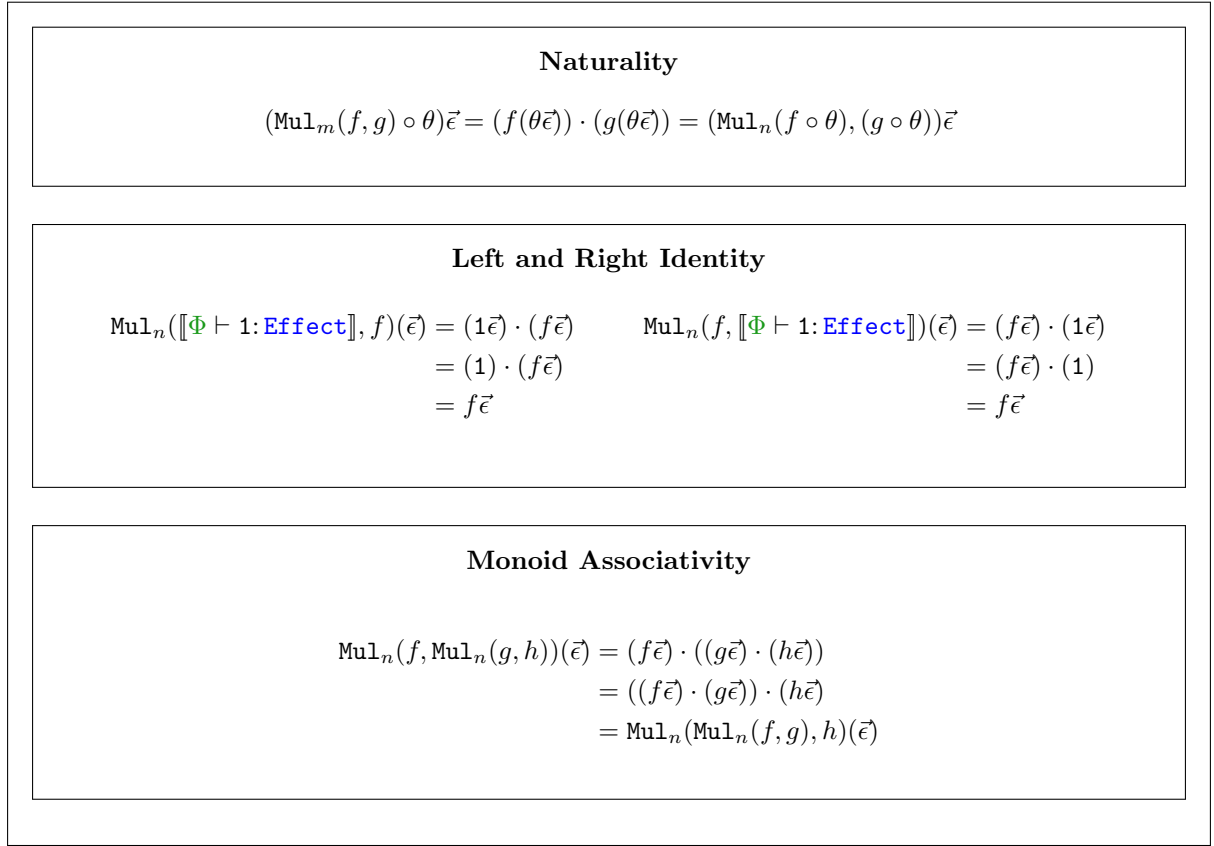 Naturality
(Mul_m(f, g) ∘ θ)ϵ⃗ = (f(θϵ⃗)) · (g(θϵ⃗)) = (Mul_n(f ∘ θ), (g ∘ θ))ϵ⃗
Left and Right Identity
Mul_n(⟦Φ ⊢ 1: Effect⟧, f)(ϵ⃗) = (1ϵ⃗) · (fϵ⃗)
= (1) · (fϵ⃗)
= fϵ⃗
Mul_n(f, ⟦Φ ⊢ 1: Effect⟧)(ϵ⃗) = (fϵ⃗) · (1ϵ⃗)
= (fϵ⃗) · (1)
= fϵ⃗
Monoid Associativity
Mul_n(f, Mul_n(g, h))(ϵ⃗) = (fϵ⃗) · ((gϵ⃗) · (hϵ⃗))
= ((fϵ⃗) · (gϵ⃗)) · (hϵ⃗)
= Mul_n(Mul_n(f, g), h)(ϵ⃗)